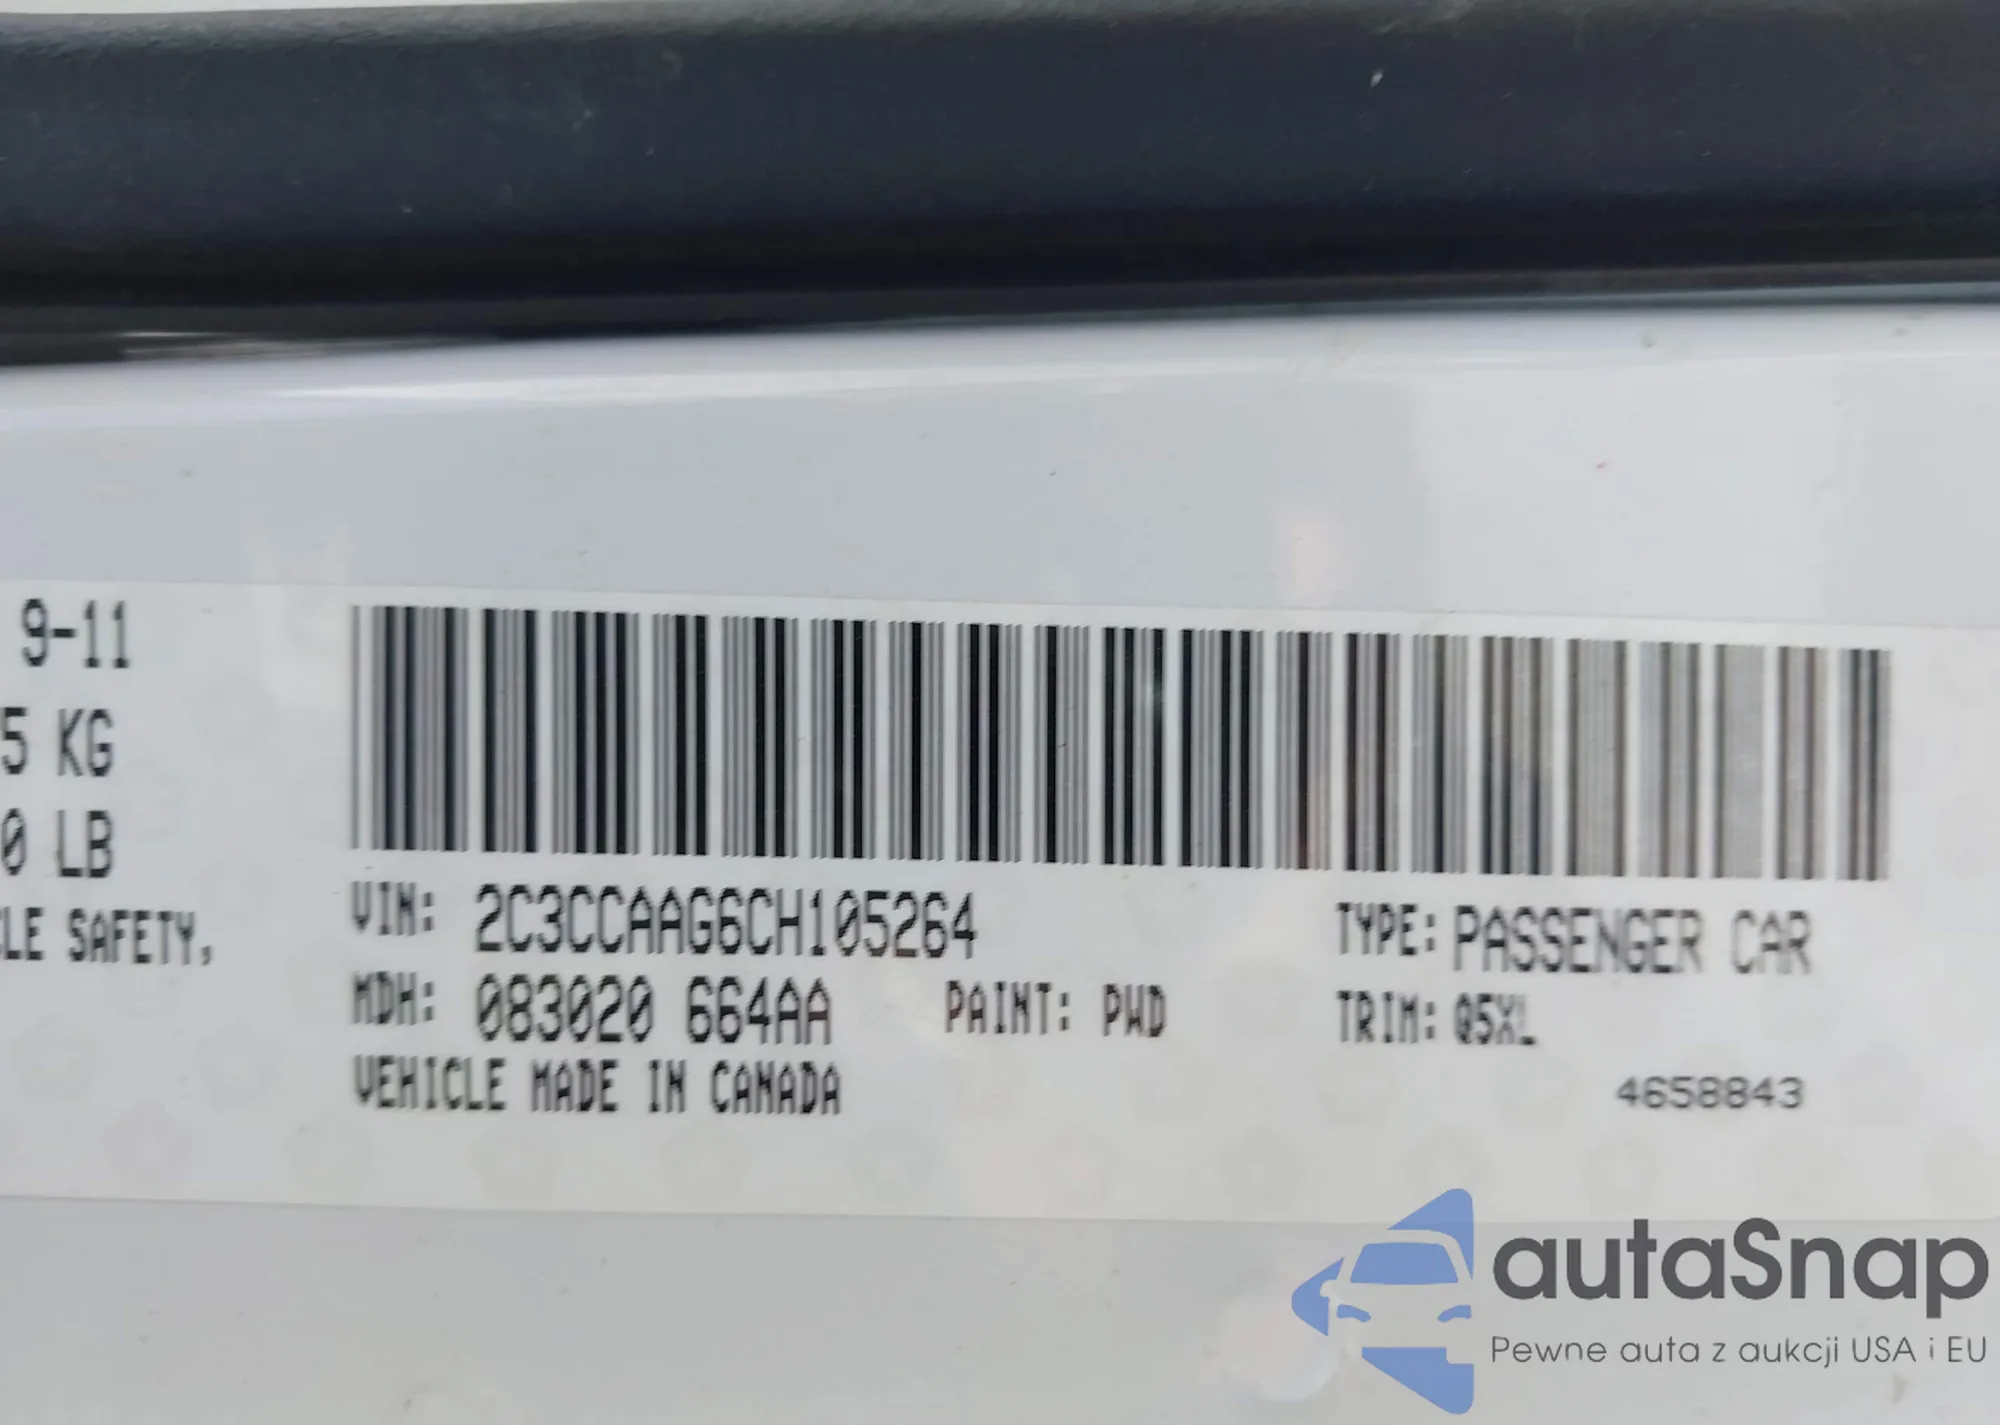 9-11
5 KG
0 LB
CLE SAFETY,
VIN: 2C3CCAAG6CH105264
TYPE: PASSENGER CAR
MDH: 083020 664AA
PAINT: PWD
TRIM: Q5XL
VEHICLE MADE IN CANADA
4658843
autaSnap
Pewne auta z aukcji USA i EU